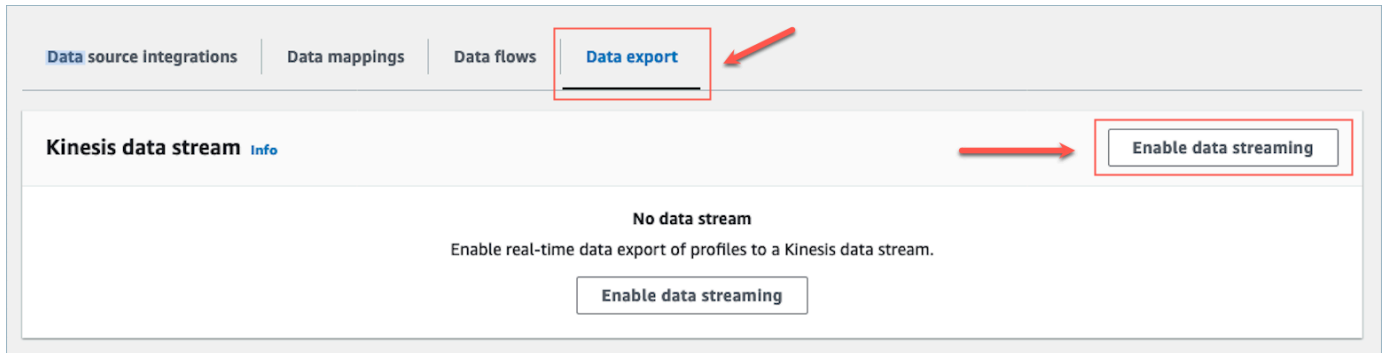 Data source integrations Data mappings Data flows Data export
Kinesis data stream Info Enable data streaming
No data stream
Enable real-time data export of profiles to a Kinesis data stream.
Enable data streaming